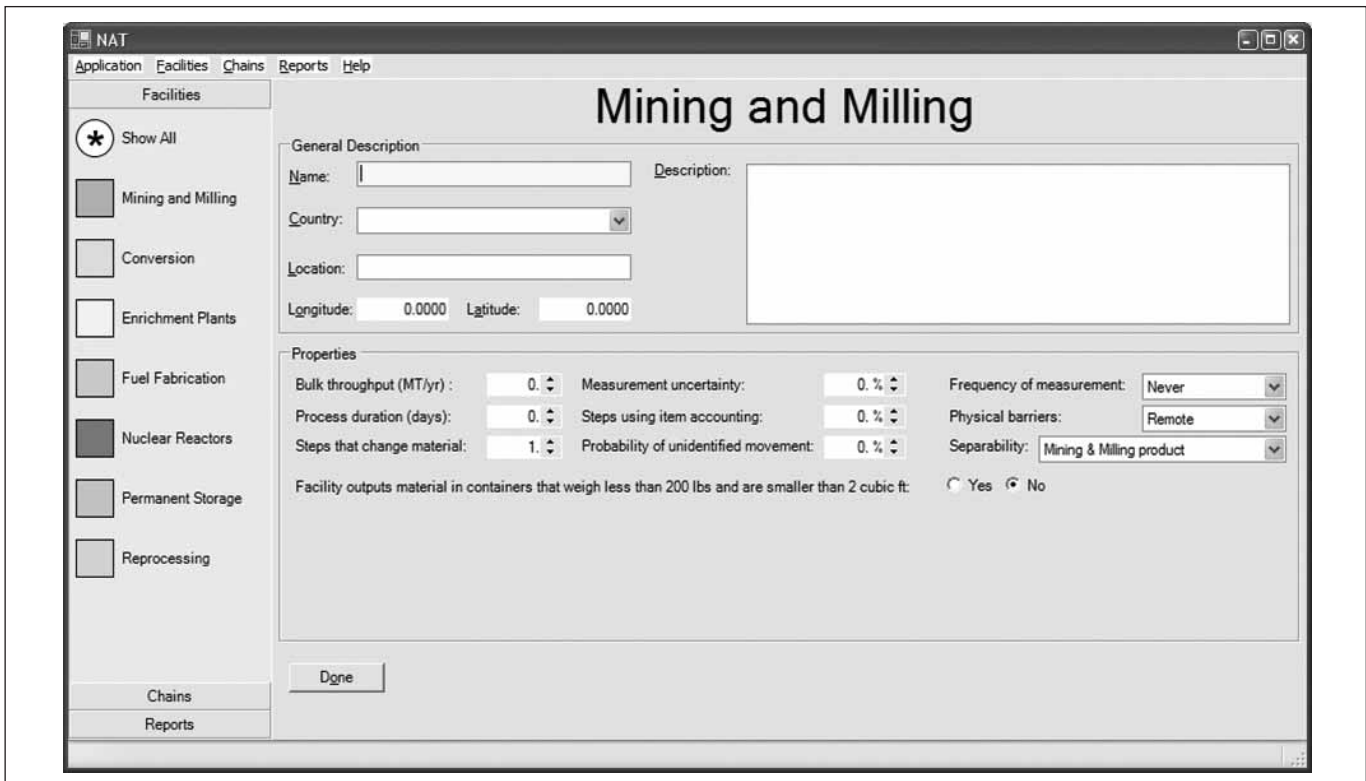 NAT
Application Facilities Chains Reports Help
Facilities
Show All
Mining and Milling
Conversion
Enrichment Plants
Fuel Fabrication
Nuclear Reactors
Permanent Storage
Reprocessing
Chains
Reports
Mining and Milling
General Description
Name:
Description:
Country:
Location:
Longitude: 0.0000 Latitude: 0.0000
Properties
Bulk throughput (MT/yr) : 0. Measurement uncertainty: 0. % Frequency of measurement: Never
Process duration (days): 0. Steps using item accounting: 0. % Physical barriers: Remote
Steps that change material: 1. Probability of unidentified movement: 0. % Separability: Mining & Milling product
Facility outputs material in containers that weigh less than 200 lbs and are smaller than 2 cubic ft: Yes No
Done